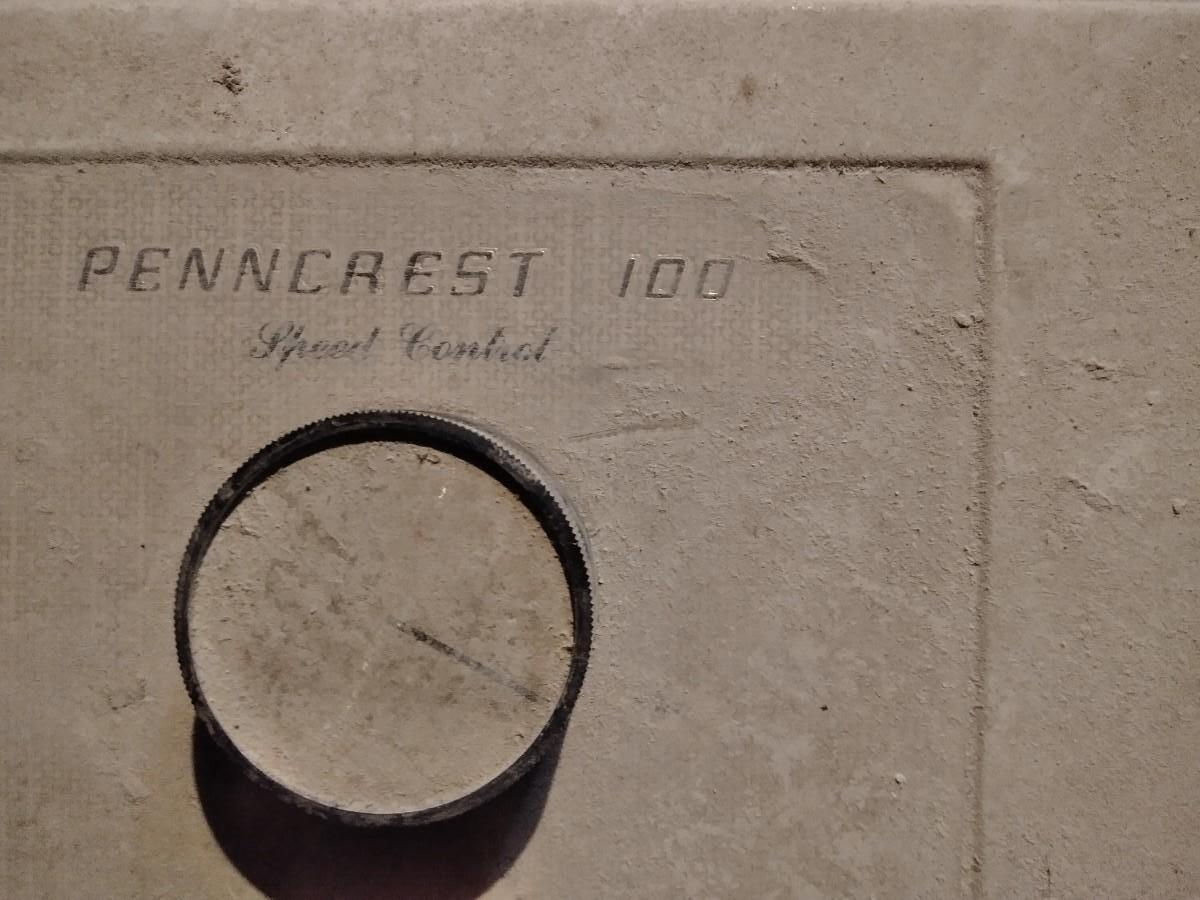 PENNCREST 100
Speed Control